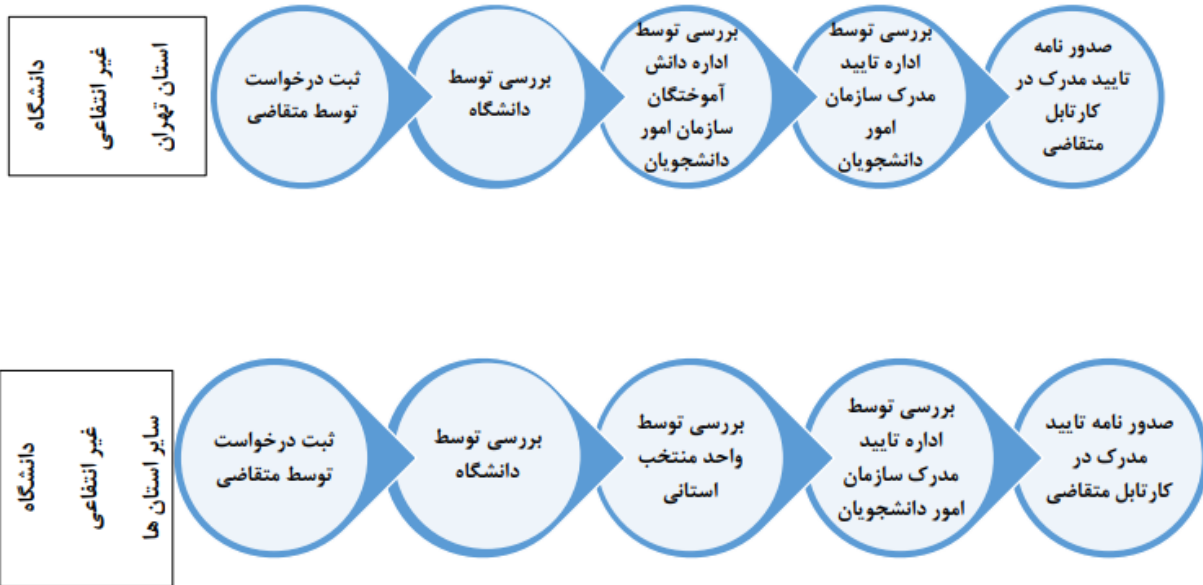 دانشگاه
غیر انتفاعی
استان تهران
ثبت درخواست
توسط متقاضی
بررسی توسط
دانشگاه
بررسی توسط
اداره دانش
آموختگان
سازمان امور
دانشجویان
بررسی توسط
اداره تایید
مدرک سازمان
امور
دانشجویان
صدور نامه
تایید مدرک در
کارتابل
متقاضی
دانشگاه
غیر انتفاعی
سایر استان ها
ثبت درخواست
توسط متقاضی
بررسی توسط
دانشگاه
بررسی توسط
واحد منتخب
استانی
بررسی توسط
اداره تایید
مدرک سازمان
امور دانشجویان
صدور نامه تایید
مدرک در
کارتابل متقاضی